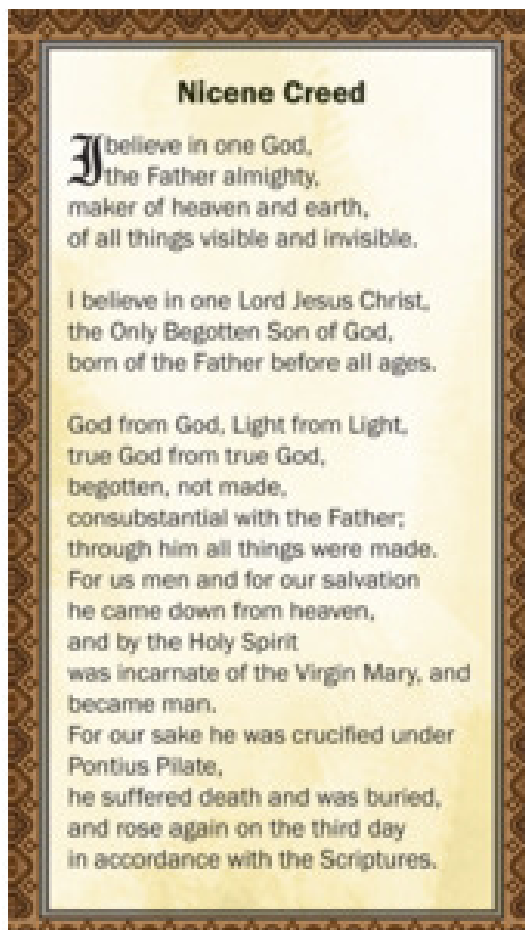 Nicene Creed
I believe in one God,
the Father almighty,
maker of heaven and earth,
of all things visible and invisible.
I believe in one Lord Jesus Christ,
the Only Begotten Son of God,
born of the Father before all ages.
God from God, Light from Light,
true God from true God,
begotten, not made,
consubstantial with the Father;
through him all things were made.
For us men and for our salvation
he came down from heaven,
and by the Holy Spirit
was incarnate of the Virgin Mary, and
became man.
For our sake he was crucified under
Pontius Pilate,
he suffered death and was buried,
and rose again on the third day
in accordance with the Scriptures.